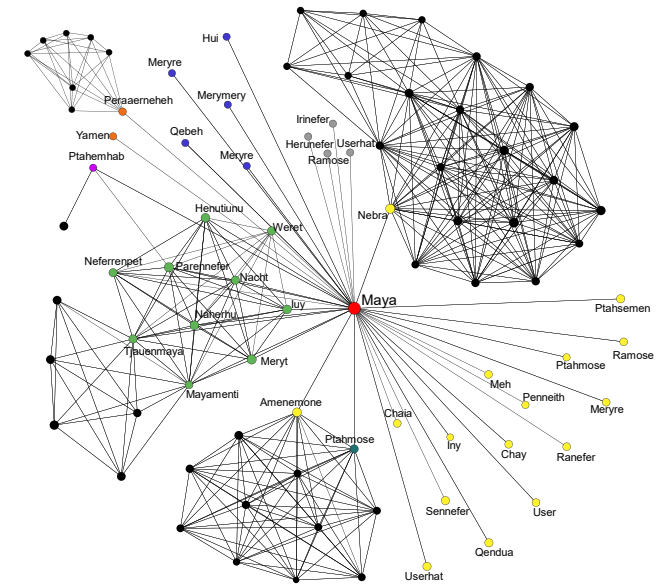 Hui
Meryre
Peraaerneheh
Merymery
Irinefer
Yamen
Qebeh
Herunefer
Userhat
Ptahemhab
Meryre
Ramose
Henutiunu
Nebra
Weret
Neferrenpet
Parennefer
Nacht
Iuy
Maya
Ptahsemen
Naherhu
Tjauenmaya
Ramose
Meryt
Ptahmose
Mayamenti
Meh
Penneith
Meryre
Amenemone
Chaia
Ptahmose
Iny
Chay
Ranefer
Sennefer
User
Qendua
Userhat